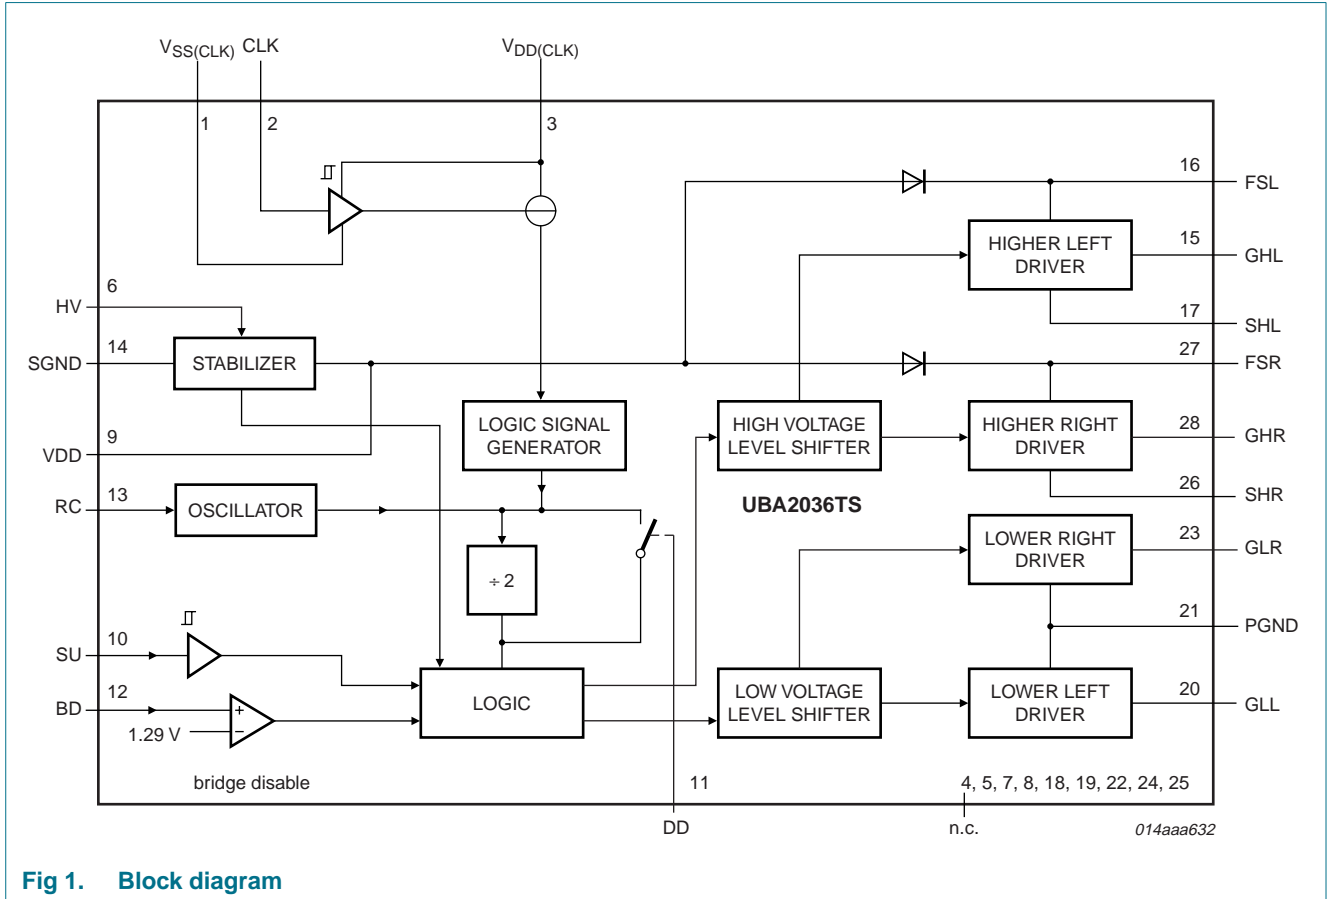 VSS(CLK) CLK VDD(CLK)
1 2 3
16 FSL
HIGHER LEFT
DRIVER
15 GHL
17 SHL
6
HV
14
SGND
STABILIZER
27 FSR
9
VDD
LOGIC SIGNAL
GENERATOR
HIGH VOLTAGE
LEVEL SHIFTER
HIGHER RIGHT
DRIVER
28 GHR
26 SHR
13
RC
OSCILLATOR
UBA2036TS
LOWER RIGHT
DRIVER
23 GLR
÷ 2
21 PGND
10
SU
12
BD
+
−
1.29 V
LOGIC
LOW VOLTAGE
LEVEL SHIFTER
LOWER LEFT
DRIVER
20 GLL
bridge disable
11
DD
4, 5, 7, 8, 18, 19, 22, 24, 25
n.c.
014aaa632
Fig 1. Block diagram